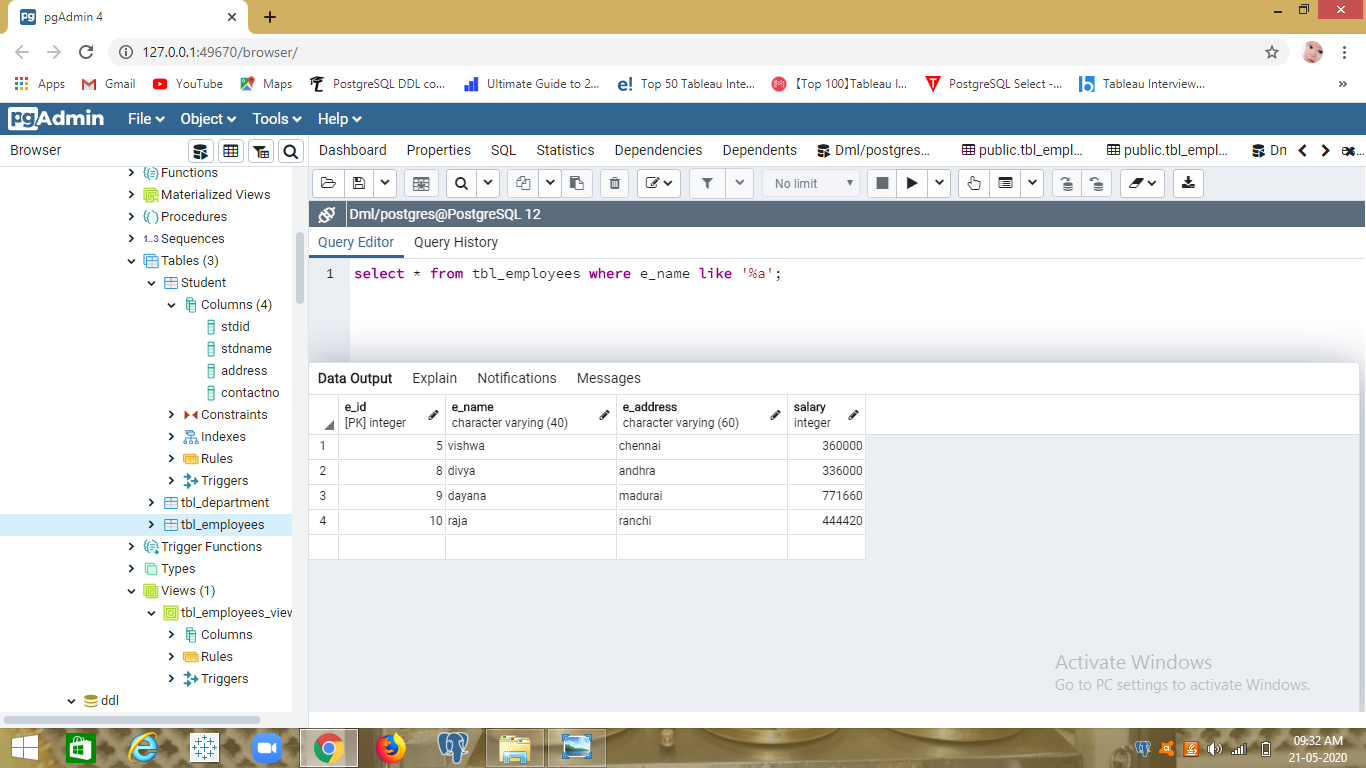 pgAdmin 4
127.0.0.1:49670/browser/
Apps Gmail YouTube Maps PostgreSQL DDL co... Ultimate Guide to 2... Top 50 Tableau Inte... 【Top 100】Tableau I... PostgreSQL Select -... Tableau Interview... »
pgAdmin File Object Tools Help
Browser
Dashboard Properties SQL Statistics Dependencies Dependents Dml/postgres... public.tbl_empl... public.tbl_empl... Dn
No limit
Dml/postgres@PostgreSQL 12
Query Editor Query History
1 select * from tbl_employees where e_name like '%a';
Functions
Materialized Views
Procedures
1..3 Sequences
Tables (3)
Student
Columns (4)
stdid
stdname
address
contactno
Constraints
Indexes
Rules
Triggers
tbl_department
tbl_employees
Trigger Functions
Types
Views (1)
tbl_employees_view
Columns
Rules
Triggers
ddl
Data Output Explain Notifications Messages
e_id e_name e_address salary
[PK] integer character varying (40) character varying (60) integer
1 5 vishwa chennai 360000
2 8 divya andhra 336000
3 9 dayana madurai 771660
4 10 raja ranchi 444420
Activate Windows
Go to PC settings to activate Windows.
09:32 AM
21-05-2020